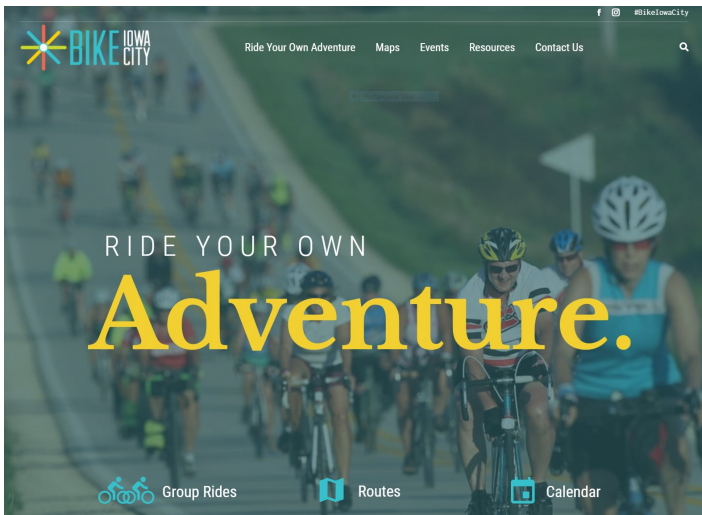 f #BikeIowaCity
BIKE IOWA CITY
Ride Your Own Adventure Maps Events Resources Contact Us
RIDE YOUR OWN
Adventure.
Group Rides Routes Calendar